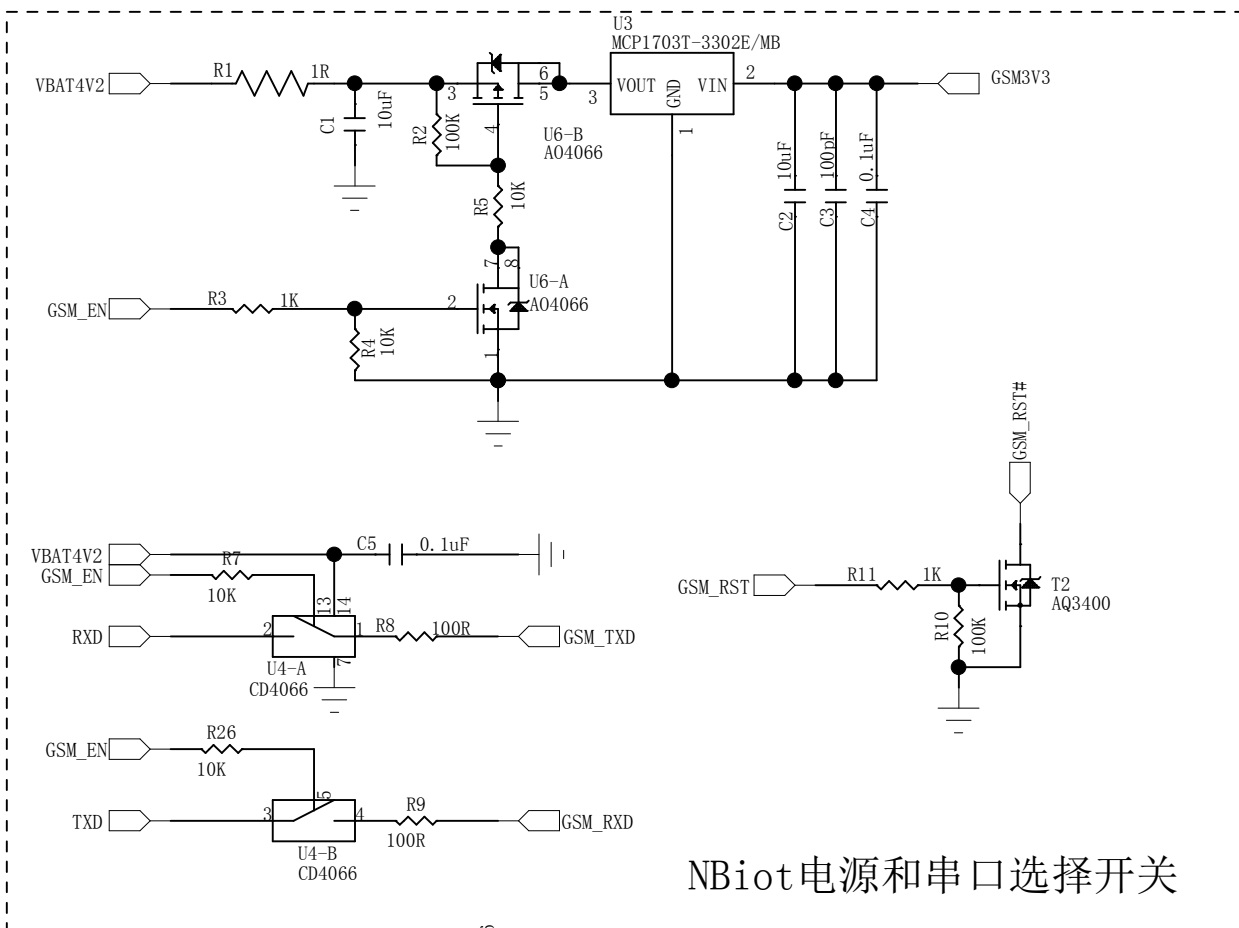 U3
MCP1703T-3302E/MB
VBAT4V2
R1
1R
C1
10uF
R2
100K
3
6
5
4
U6-B
AO4066
3
VOUT
GND
VIN
2
1
GSM3V3
10uF
C2
100pF
C3
0.1uF
C4
R5
10K
7
8
U6-A
AO4066
GSM_EN
R3
1K
2
R4
10K
1
GSM_RST#
VBAT4V2
C5
0.1uF
GSM_EN
R7
10K
13
14
RXD
2
1
R8
100R
GSM_TXD
7
U4-A
CD4066
GSM_RST
R11
1K
T2
AQ3400
R10
100K
GSM_EN
R26
10K
5
TXD
3
4
R9
100R
GSM_RXD
U4-B
CD4066
NBiot电源和串口选择开关